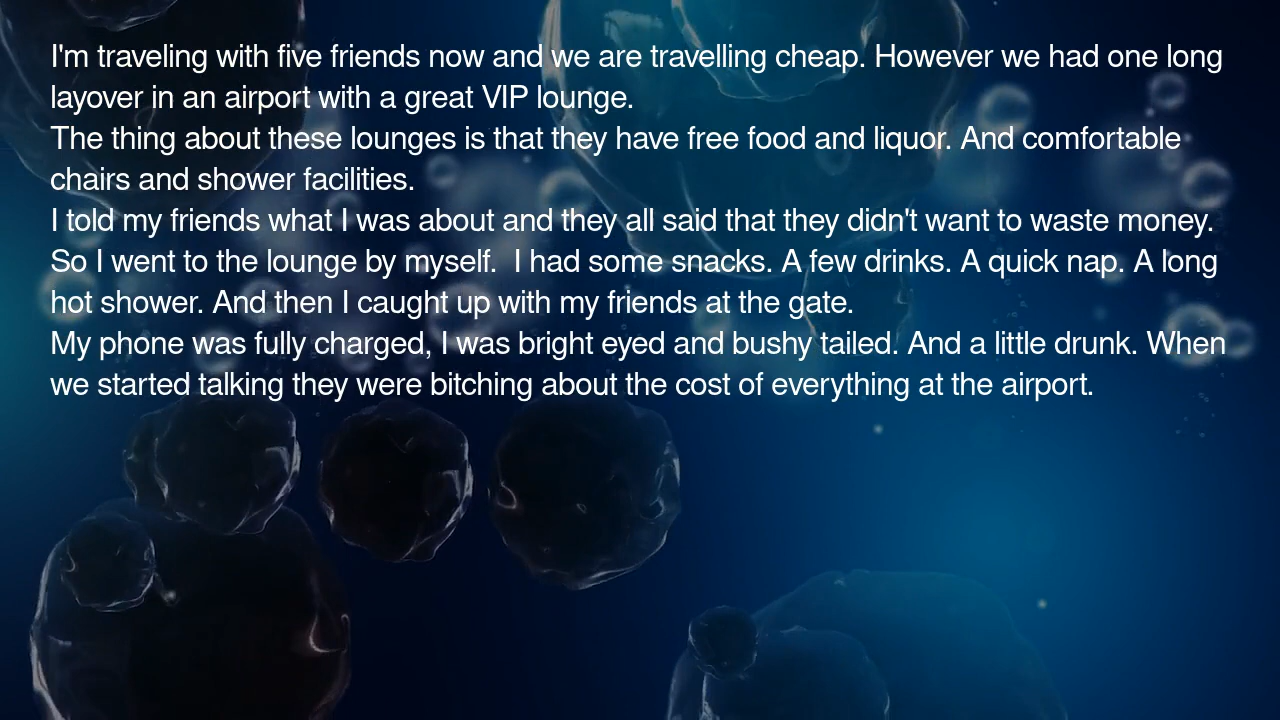 I'm traveling with five friends now and we are travelling cheap. However we had one long
layover in an airport with a great VIP lounge.
The thing about these lounges is that they have free food and liquor. And comfortable
chairs and shower facilities.
I told my friends what I was about and they all said that they didn't want to waste money.
So I went to the lounge by myself.  I had some snacks. A few drinks. A quick nap. A long
hot shower. And then I caught up with my friends at the gate.
My phone was fully charged, I was bright eyed and bushy tailed. And a little drunk. When
we started talking they were bitching about the cost of everything at the airport.